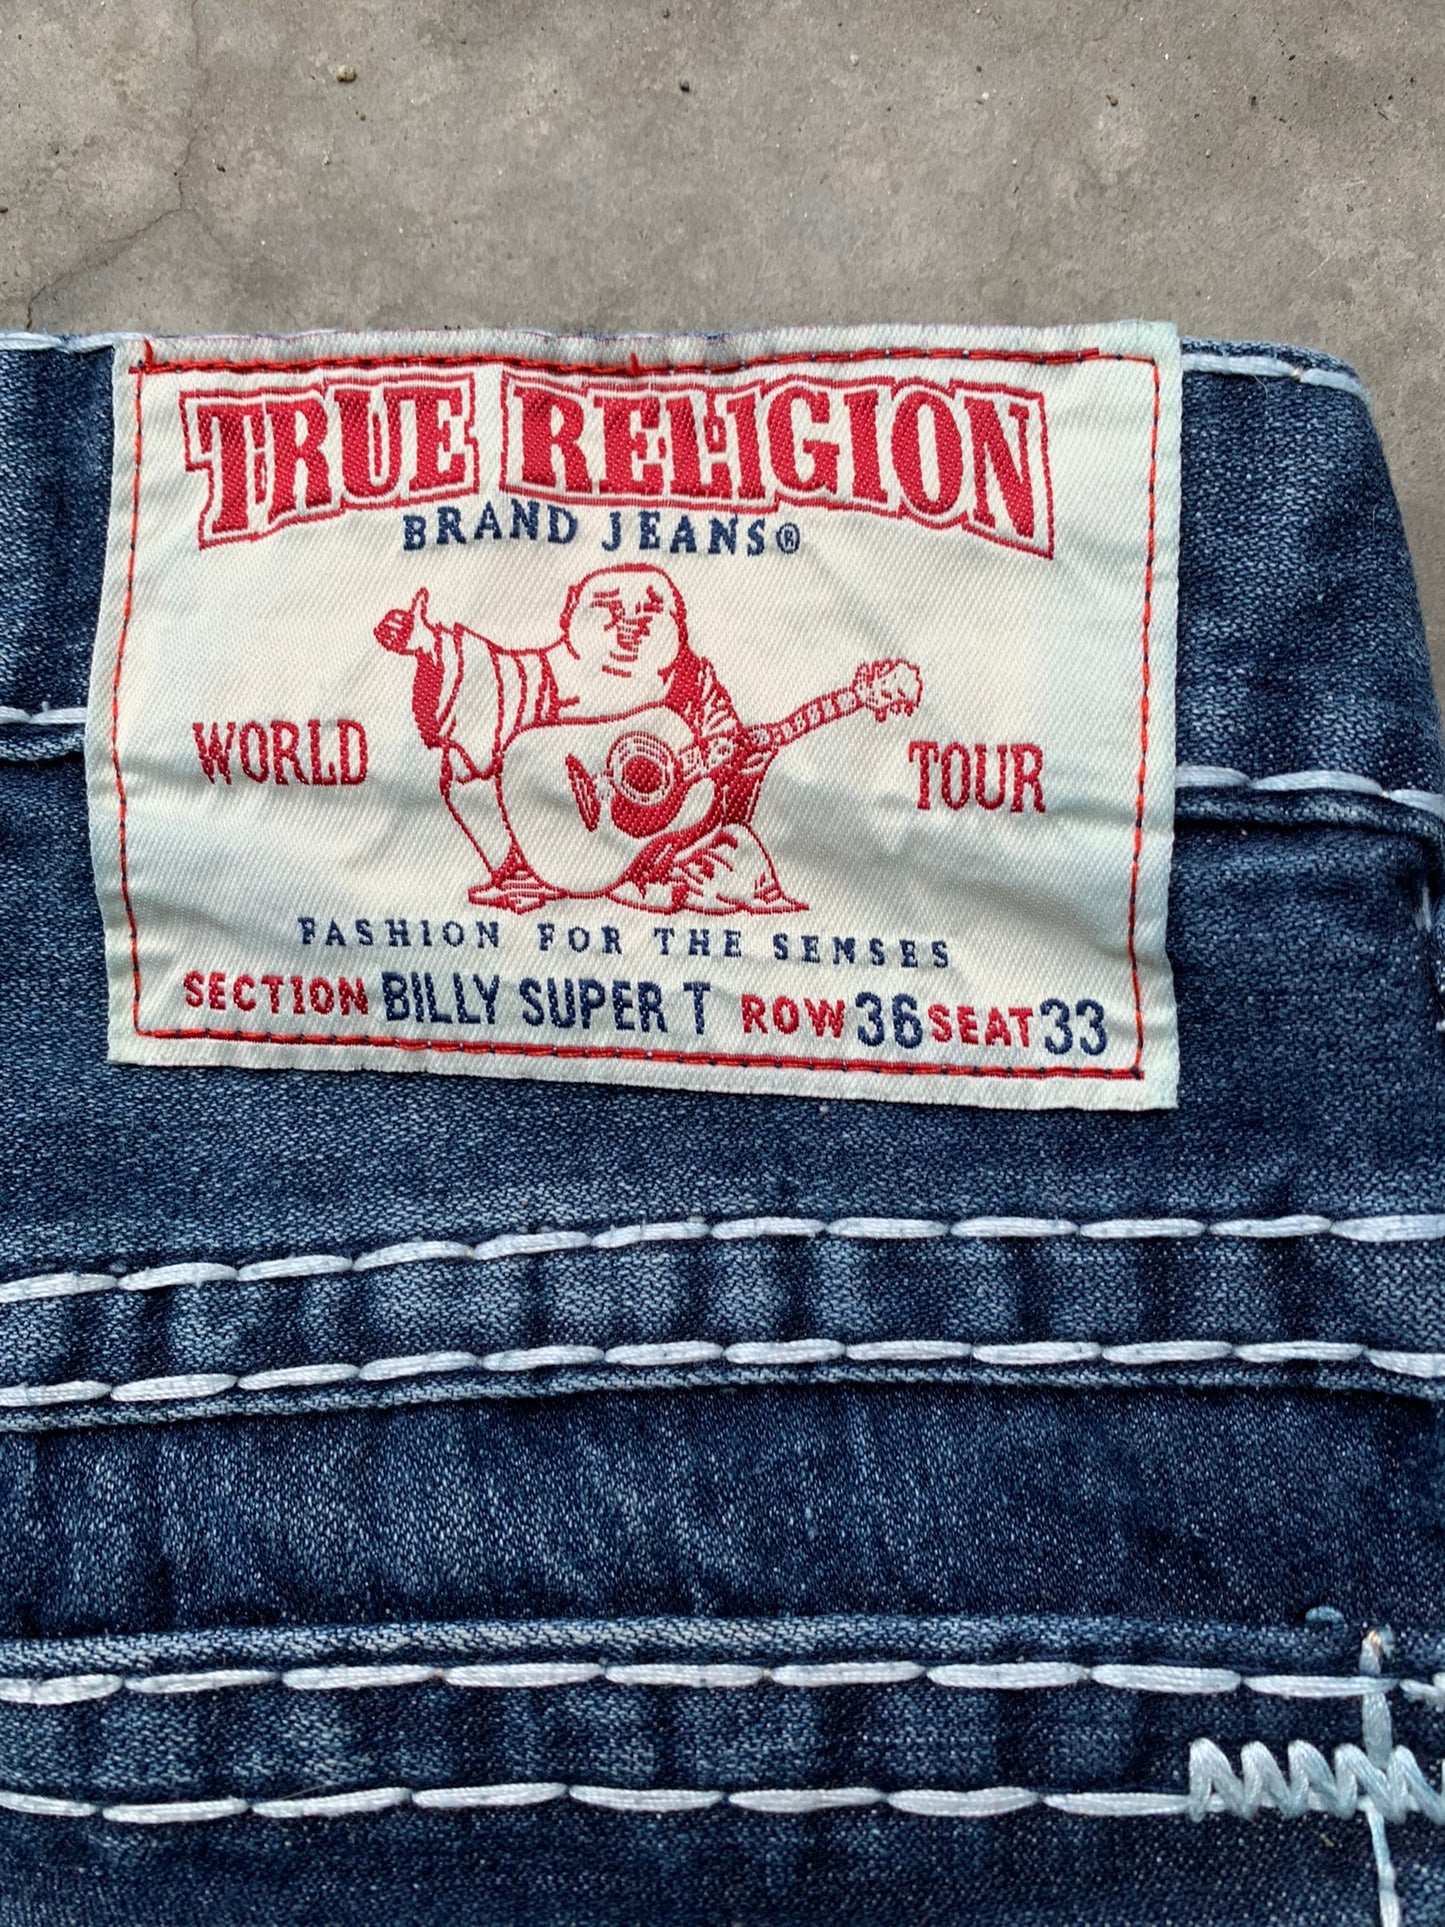 TRUE RELIGION
BRAND JEANS®
WORLD TOUR
FASHION FOR THE SENSES
SECTION BILLY SUPER T ROW 36 SEAT 33